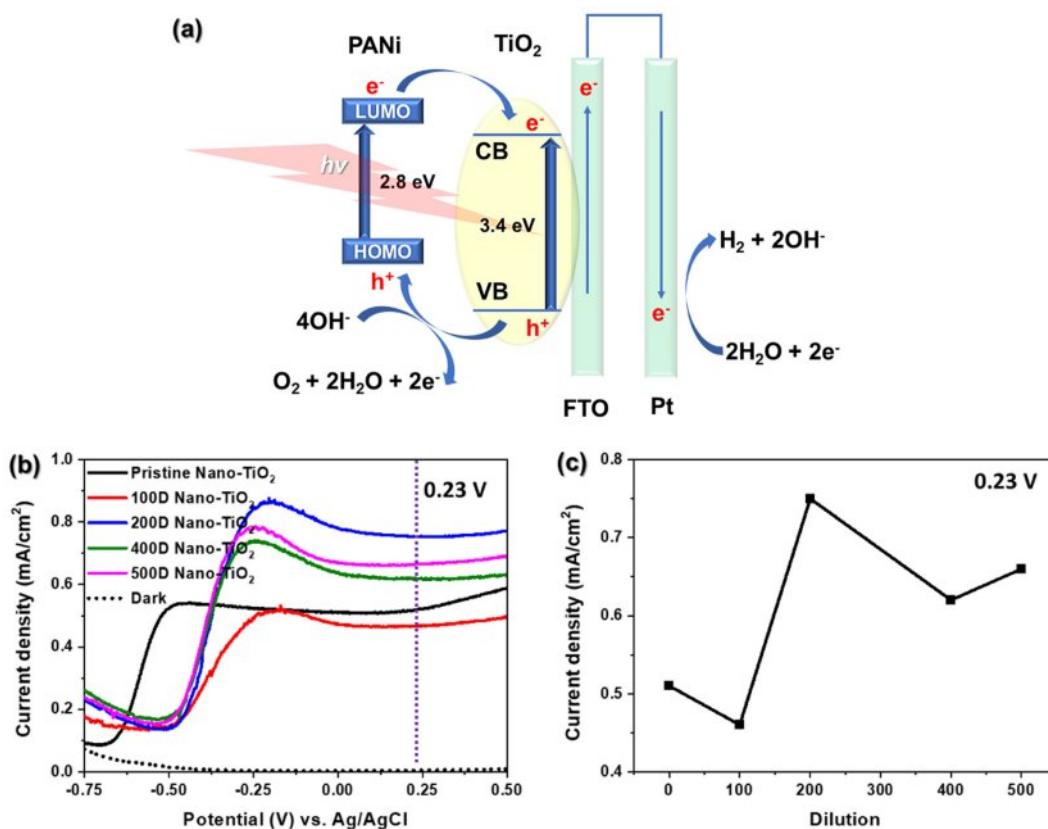 (a)
PANi
TiO2
e-
LUMO
e-
e-
CB
hν
2.8 eV
3.4 eV
HOMO
h+
VB
h+
e-
H2 + 2OH-
2H2O + 2e-
4OH-
O2 + 2H2O + 2e-
FTO
Pt
(b)
Pristine Nano-TiO2
100D Nano-TiO2
200D Nano-TiO2
400D Nano-TiO2
500D Nano-TiO2
Dark
0.23 V
1.0
0.8
0.6
0.4
0.2
0.0
-0.75
-0.50
-0.25
0.00
0.25
0.50
Current density (mA/cm2)
Potential (V) vs. Ag/AgCl
(c)
0.23 V
0.8
0.7
0.6
0.5
0.4
0
100
200
300
400
500
Current density (mA/cm2)
Dilution